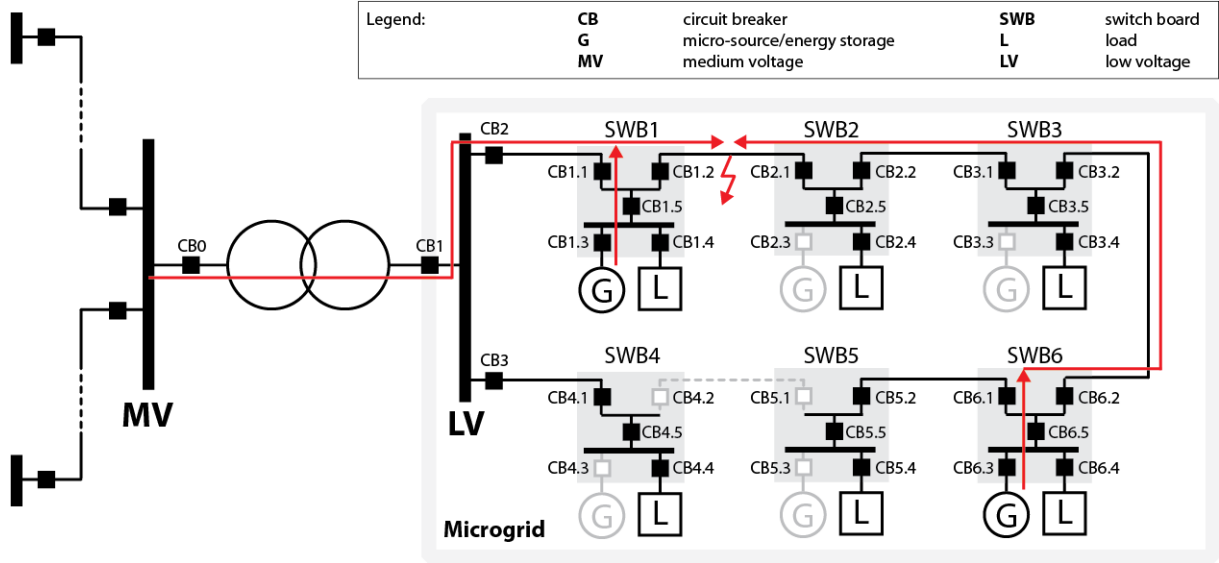 Legend: CB circuit breaker SWB switch board
G micro-source/energy storage L load
MV medium voltage LV low voltage
CB2 SWB1 SWB2 SWB3
CB1.1 CB1.2 CB2.1 CB2.2 CB3.1 CB3.2
CB1.5 CB2.5 CB3.5
CB0 CB1 CB1.3 CB1.4 CB2.3 CB2.4 CB3.3 CB3.4
G L G L G L
CB3 SWB4 SWB5 SWB6
CB4.1 CB4.2 CB5.1 CB5.2 CB6.1 CB6.2
MV LV
CB4.5 CB5.5 CB6.5
CB4.3 CB4.4 CB5.3 CB5.4 CB6.3 CB6.4
G L G L G L
Microgrid